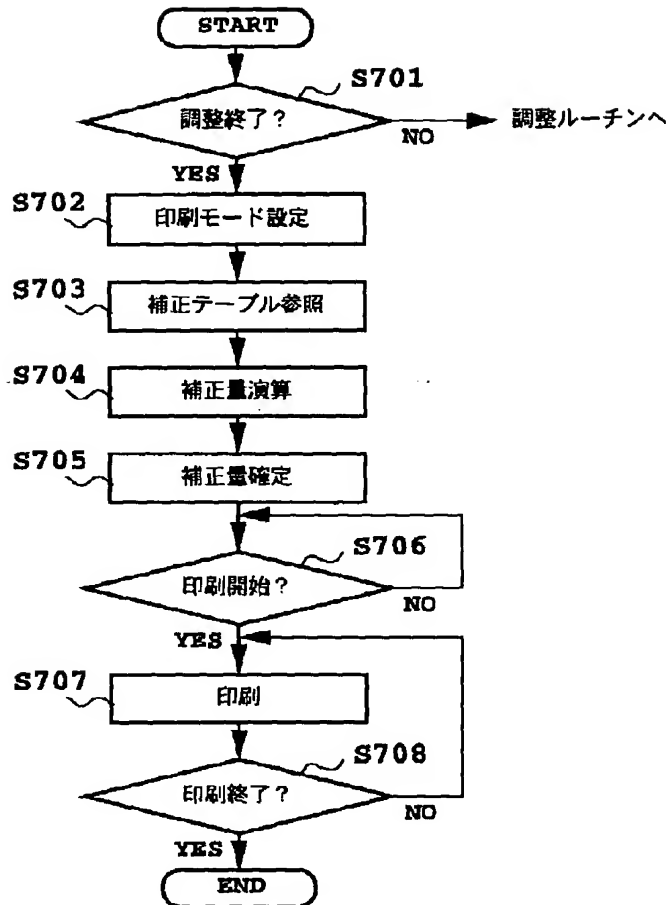 START
S701
調整終了?
NO
調整ルーチンへ
YES
S702
印刷モード設定
S703
補正テーブル参照
S704
補正量演算
S705
補正量確定
S706
印刷開始?
NO
YES
S707
印刷
S708
印刷終了?
NO
YES
END